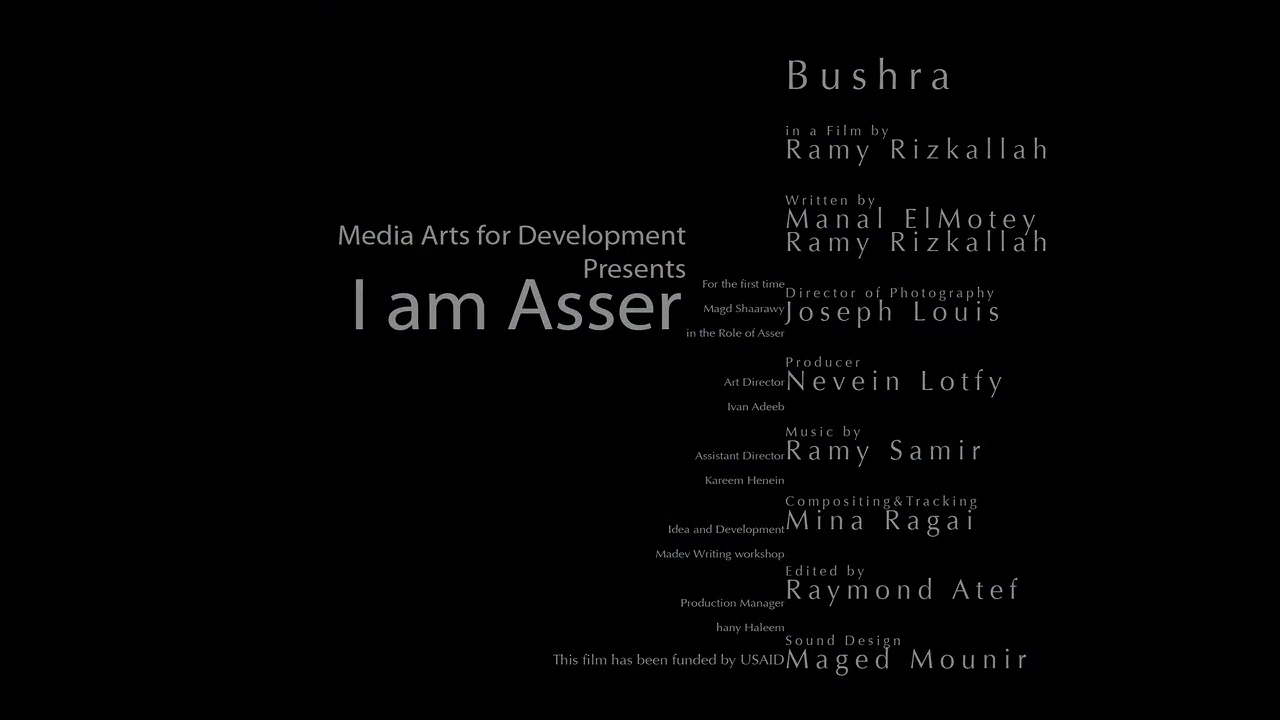 Media Arts for Development
Presents
I am Asser
For the first time
Magd Shaarawy
in the Role of Asser
Art Director
Ivan Adeeb
Assistant Director
Kareem Henein
Idea and Development
Madev Writing workshop
Production Manager
hany Haleem
This film has been funded by USAID
Bushra
in a Film by
Ramy Rizkallah
Written by
Manal ElMotey
Ramy Rizkallah
Director of Photography
Joseph Louis
Producer
Nevein Lotfy
Music by
Ramy Samir
Compositing&Tracking
Mina Ragai
Edited by
Raymond Atef
Sound Design
Maged Mounir